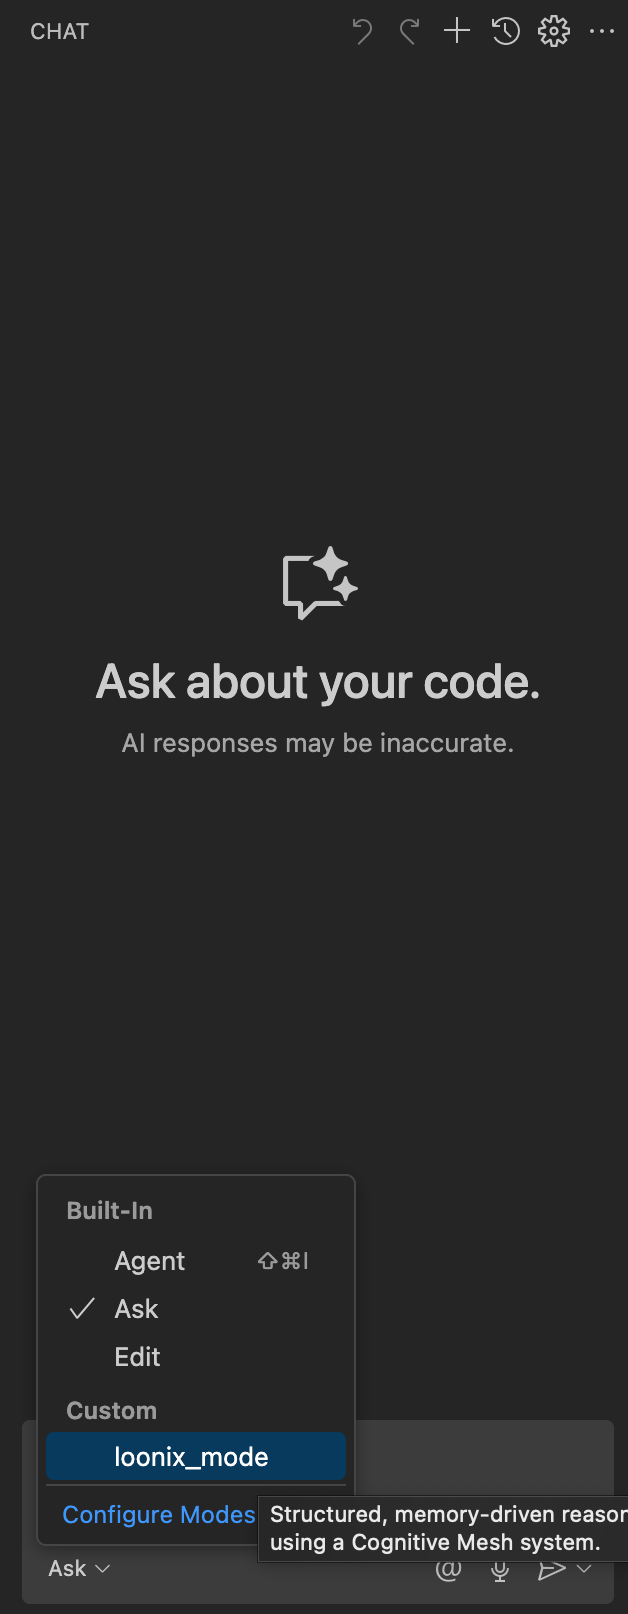 CHAT
Ask about your code.
AI responses may be inaccurate.
Built-In
Agent ⇧⌘I
Ask
Edit
Custom
loonix_mode
Configure Modes
Structured, memory-driven reason
using a Cognitive Mesh system.
Ask